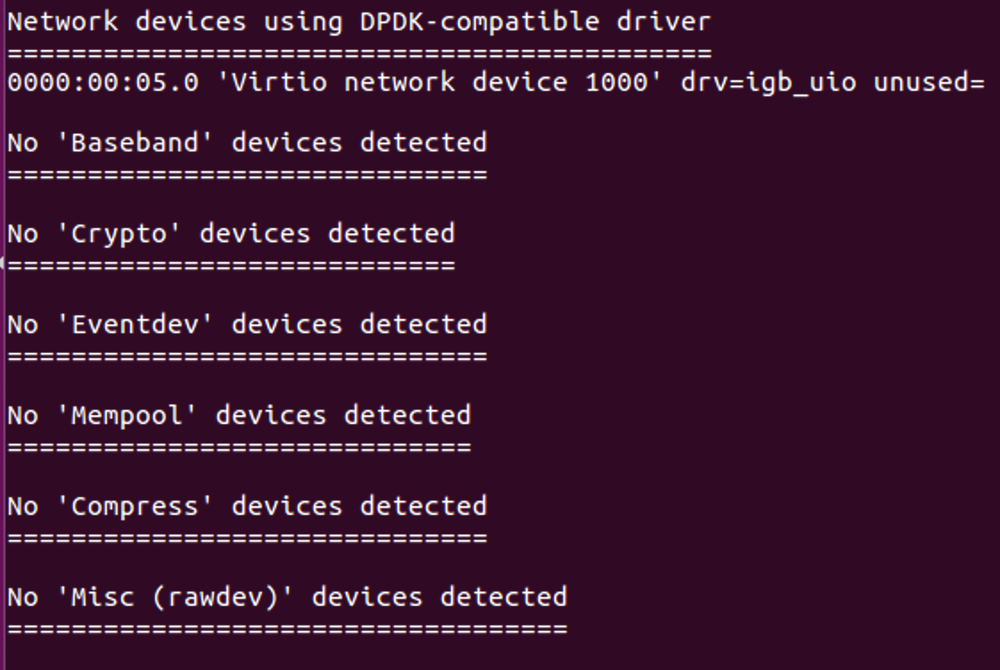 Network devices using DPDK-compatible driver
============================================
0000:00:05.0 'Virtio network device 1000' drv=igb_uio unused=
No 'Baseband' devices detected
==============================
No 'Crypto' devices detected
============================
No 'Eventdev' devices detected
==============================
No 'Mempool' devices detected
=============================
No 'Compress' devices detected
==============================
No 'Misc (rawdev)' devices detected
===================================